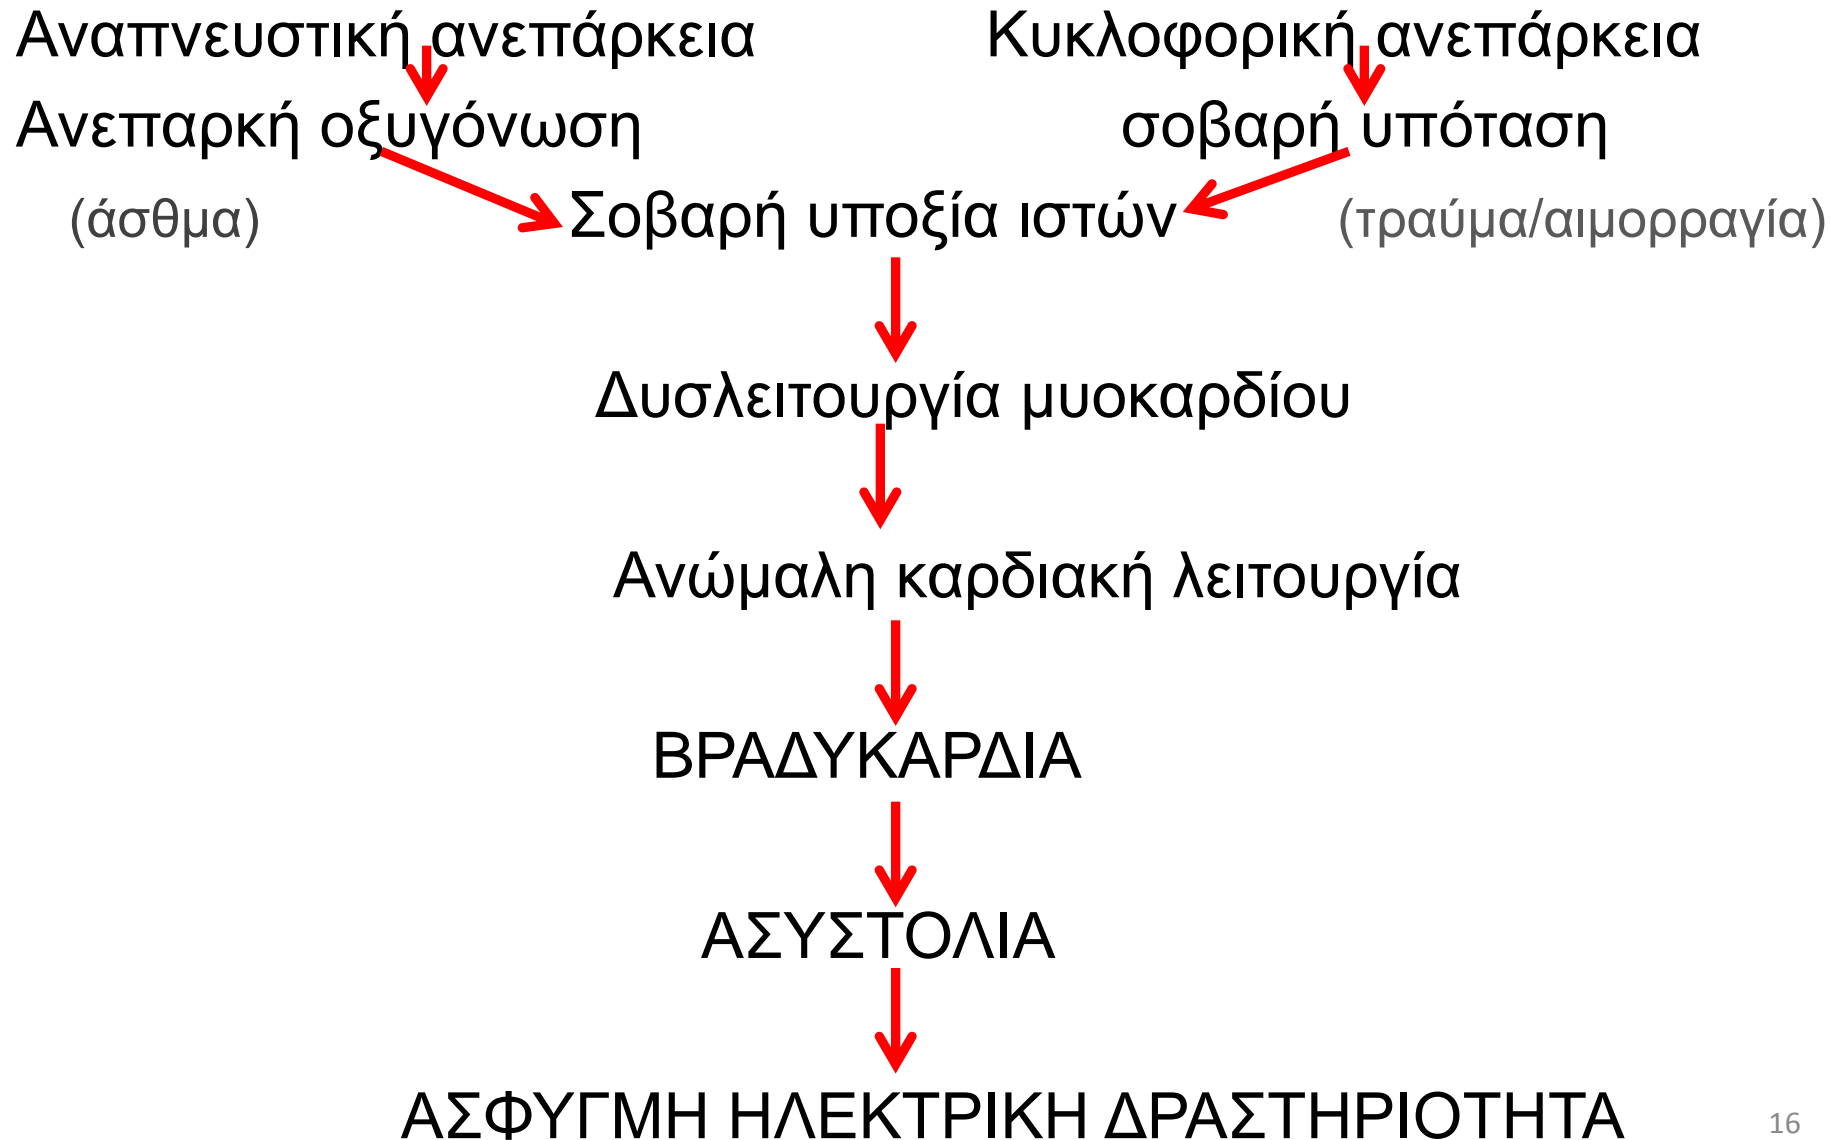 Αναπνευστική ανεπάρκεια Κυκλοφορική ανεπάρκεια
Ανεπαρκή οξυγόνωση σοβαρή υπόταση
(άσθμα) Σοβαρή υποξία ιστών (τραύμα/αιμορραγία)
Δυσλειτουργία μυοκαρδίου
Ανώμαλη καρδιακή λειτουργία
ΒΡΑΔΥΚΑΡΔΙΑ
ΑΣΥΣΤΟΛΙΑ
ΑΣΦΥΓΜΗ ΗΛΕΚΤΡΙΚΗ ΔΡΑΣΤΗΡΙΟΤΗΤΑ
16